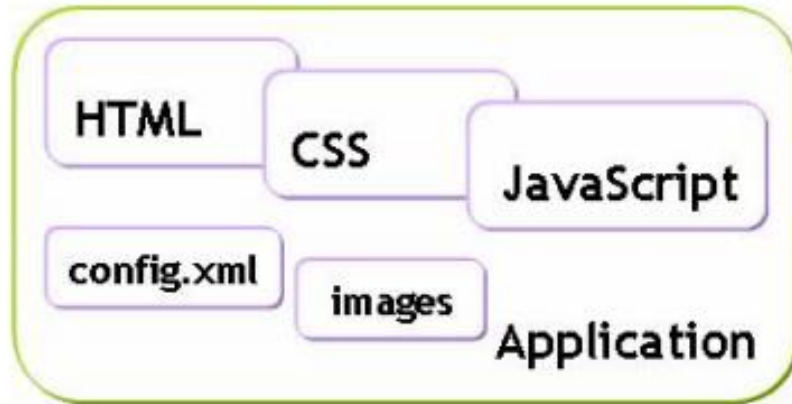 HTML
CSS
JavaScript
config.xml
images
Application